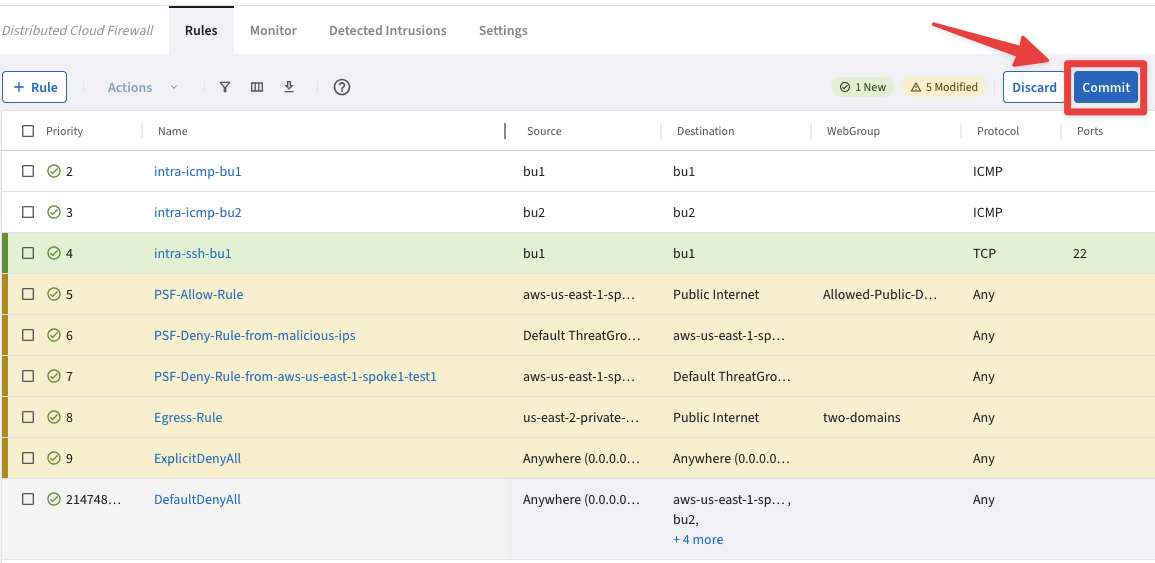 Distributed Cloud Firewall Rules Monitor Detected Intrusions Settings
+ Rule Actions 1 New 5 Modified Discard Commit
Priority Name Source Destination WebGroup Protocol Ports
2 intra-icmp-bu1 bu1 bu1 ICMP
3 intra-icmp-bu2 bu2 bu2 ICMP
4 intra-ssh-bu1 bu1 bu1 TCP 22
5 PSF-Allow-Rule aws-us-east-1-sp... Public Internet Allowed-Public-D... Any
6 PSF-Deny-Rule-from-malicious-ips Default ThreatGro... aws-us-east-1-sp... Any
7 PSF-Deny-Rule-from-aws-us-east-1-spoke1-test1 aws-us-east-1-sp... Default ThreatGro... Any
8 Egress-Rule us-east-2-private-... Public Internet two-domains Any
9 ExplicitDenyAll Anywhere (0.0.0.0... Anywhere (0.0.0.0... Any
214748... DefaultDenyAll Anywhere (0.0.0.0... aws-us-east-1-sp... , Any
bu2,
+ 4 more